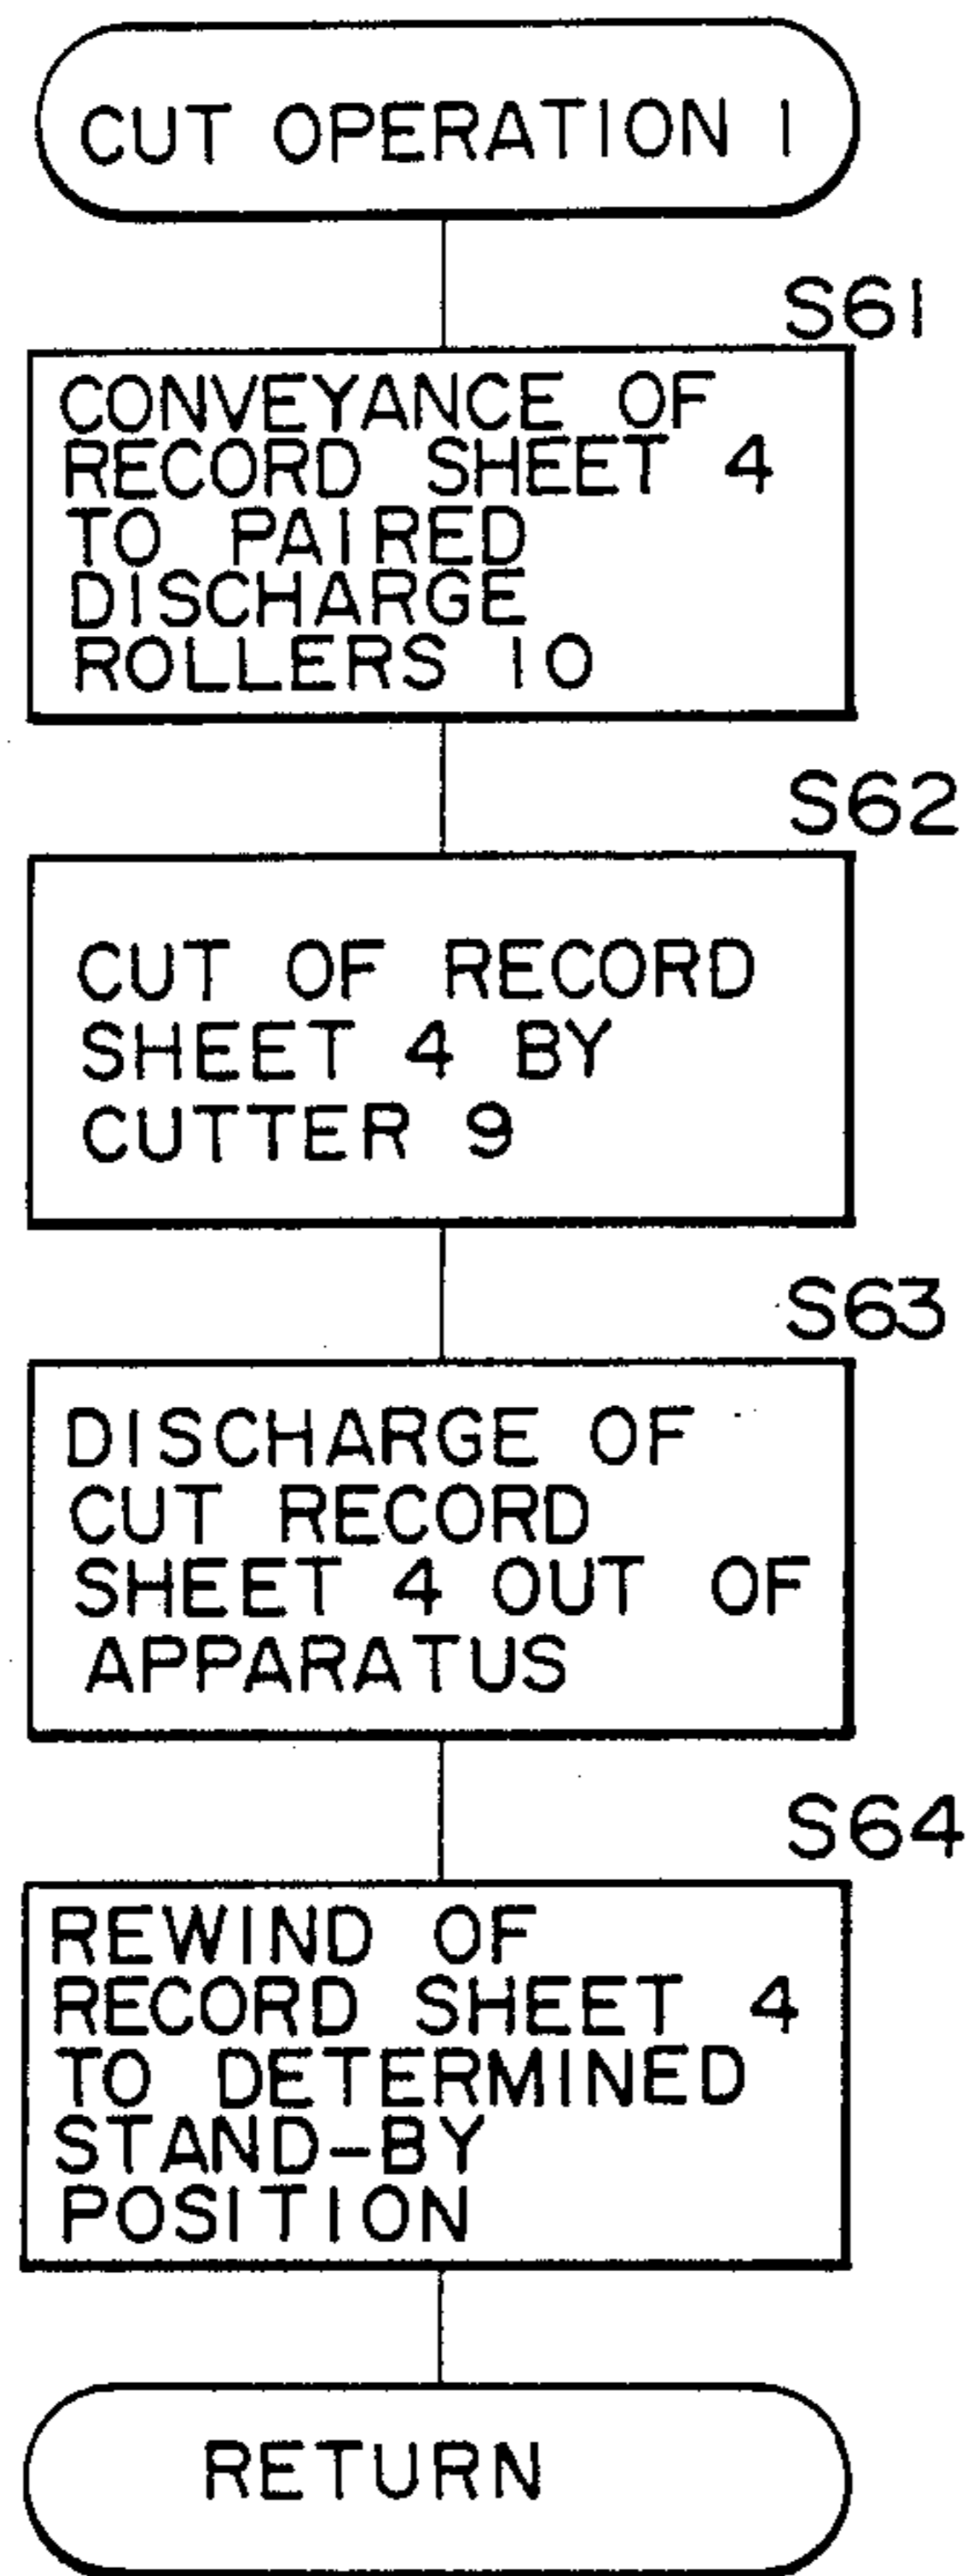 CUT OPERATION 1
S61
CONVEYANCE OF
RECORD SHEET 4
TO PAIRED
DISCHARGE
ROLLERS 10
S62
CUT OF RECORD
SHEET 4 BY
CUTTER 9
S63
DISCHARGE OF
CUT RECORD
SHEET 4 OUT OF
APPARATUS
S64
REWIND OF
RECORD SHEET 4
TO DETERMINED
STAND-BY
POSITION
RETURN